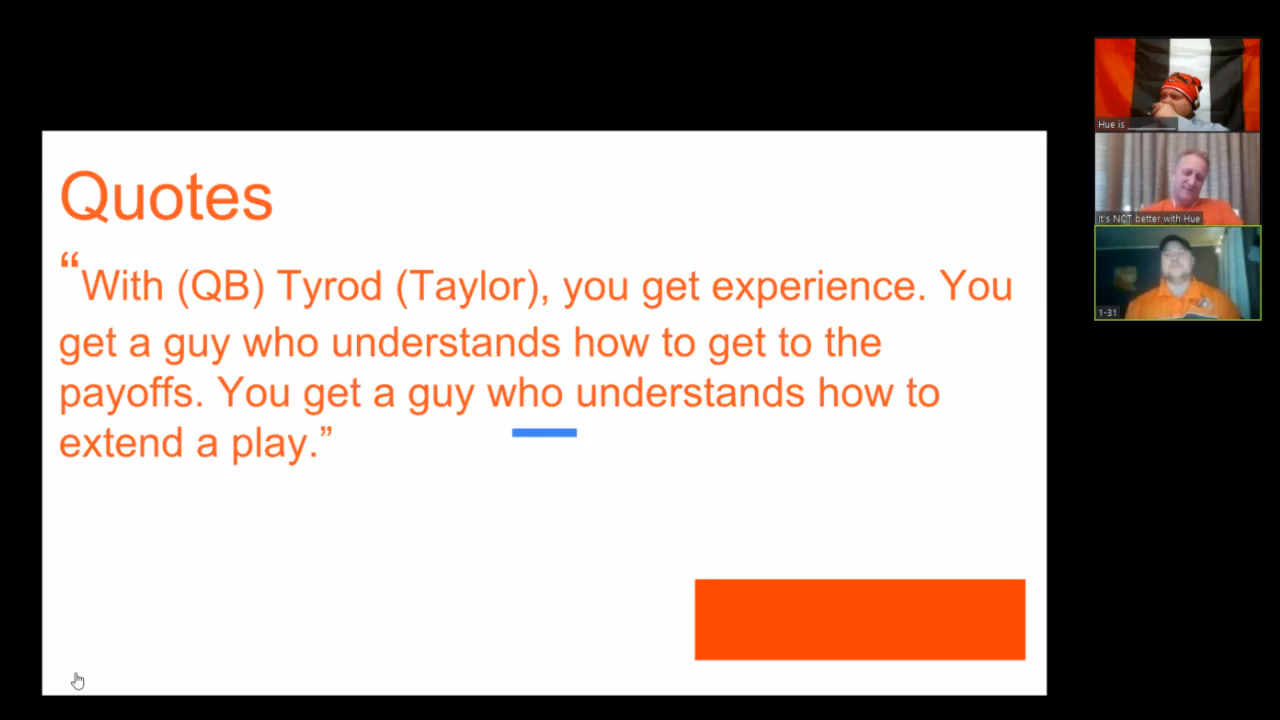 Quotes
“With (QB) Tyrod (Taylor), you get experience. You
get a guy who understands how to get to the
payoffs. You get a guy who understands how to
extend a play.”
Hue is ________
It's NOT better with Hue
1-31